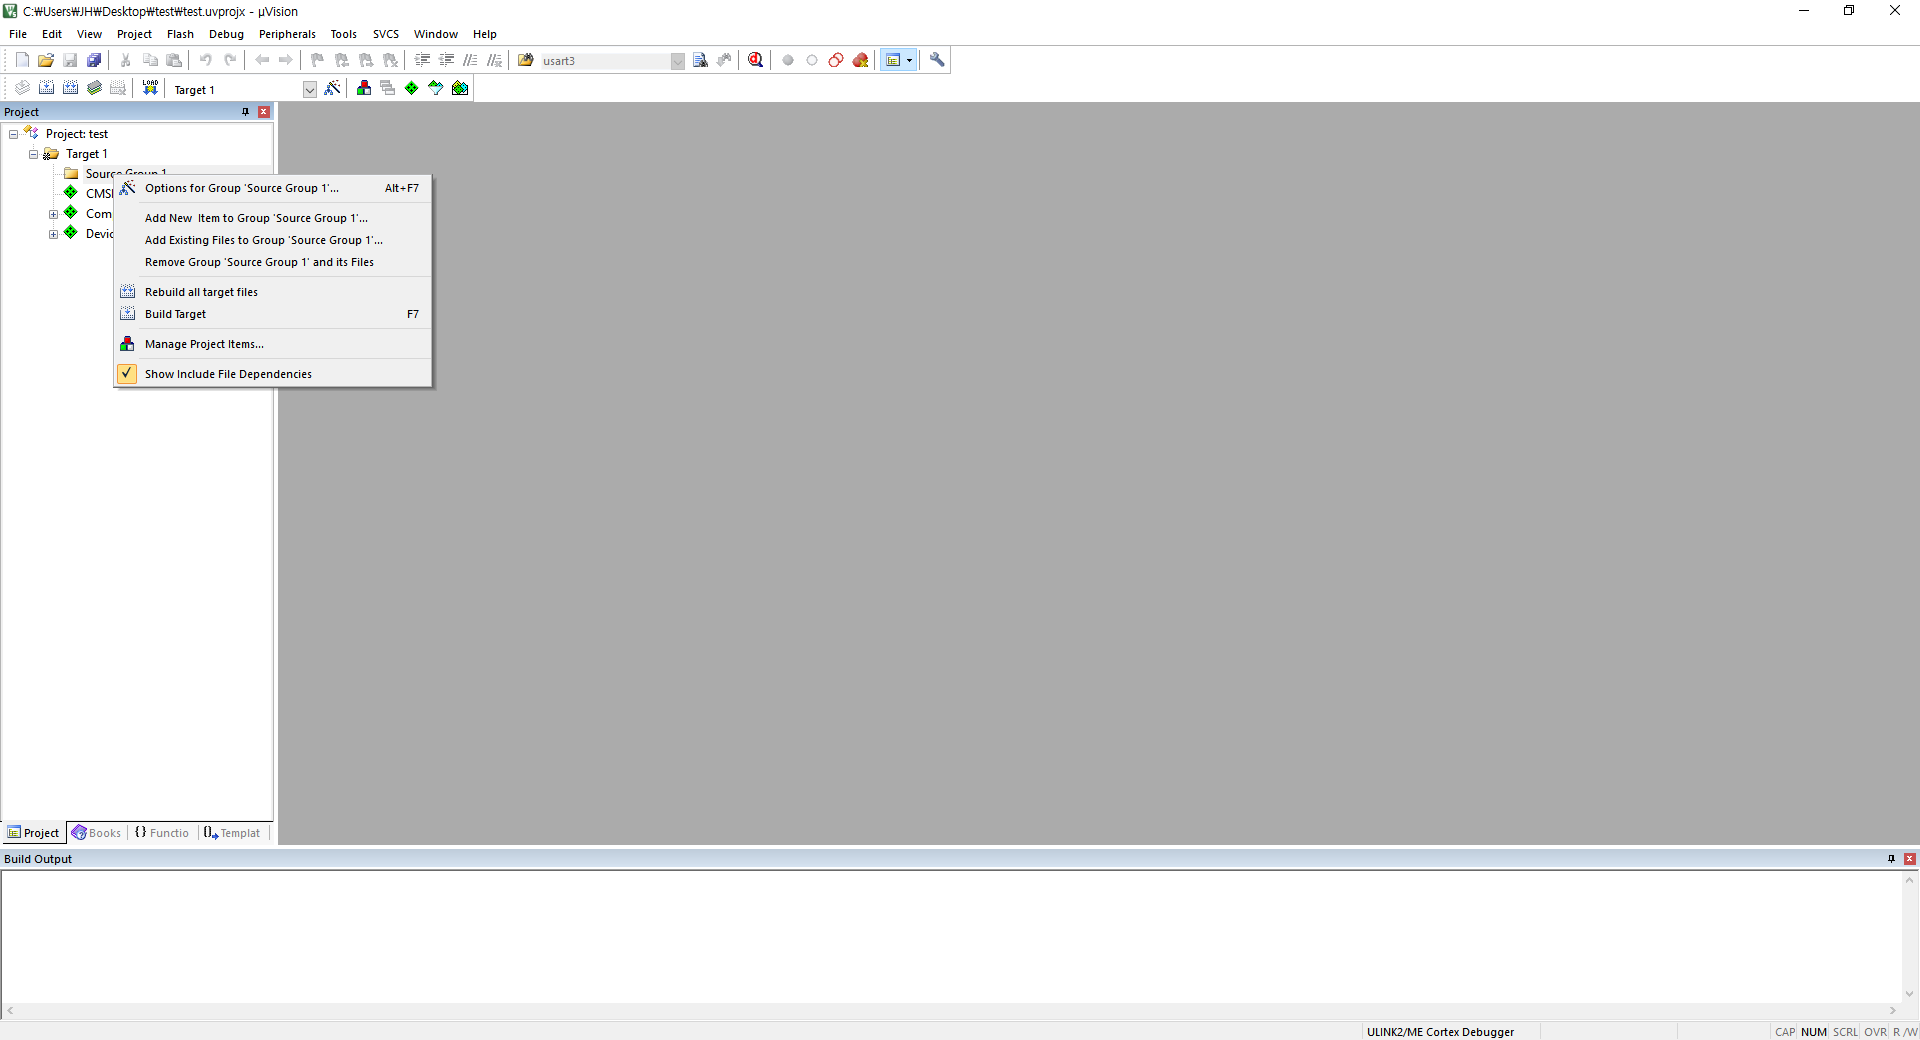 C:₩Users₩JH₩Desktop₩test₩test.uvprojx - µVision
File Edit View Project Flash Debug Peripherals Tools SVCS Window Help
usart3
LOAD Target 1
Project
Project: test
Target 1
Source Group 1
CMSI
Com
Devic
Options for Group 'Source Group 1'... Alt+F7
Add New  Item to Group 'Source Group 1'...
Add Existing Files to Group 'Source Group 1'...
Remove Group 'Source Group 1' and its Files
Rebuild all target files
Build Target F7
Manage Project Items...
Show Include File Dependencies
Project Books {} Functio {} Templat
Build Output
ULINK2/ME Cortex Debugger CAP NUM SCRL OVR R /W